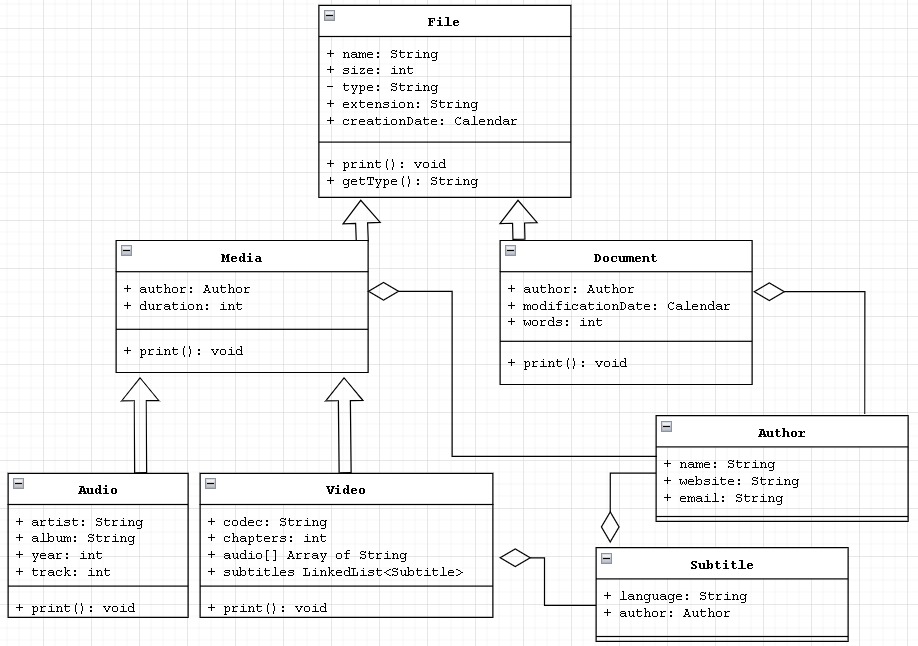 File
+ name: String
+ size: int
- type: String
+ extension: String
+ creationDate: Calendar
+ print(): void
+ getType(): String
Media
+ author: Author
+ duration: int
+ print(): void
Document
+ author: Author
+ modificationDate: Calendar
+ words: int
+ print(): void
Author
+ name: String
+ website: String
+ email: String
Audio
+ artist: String
+ album: String
+ year: int
+ track: int
+ print(): void
Video
+ codec: String
+ chapters: int
+ audio[] Array of String
+ subtitles LinkedList<Subtitle>
+ print(): void
Subtitle
+ language: String
+ author: Author